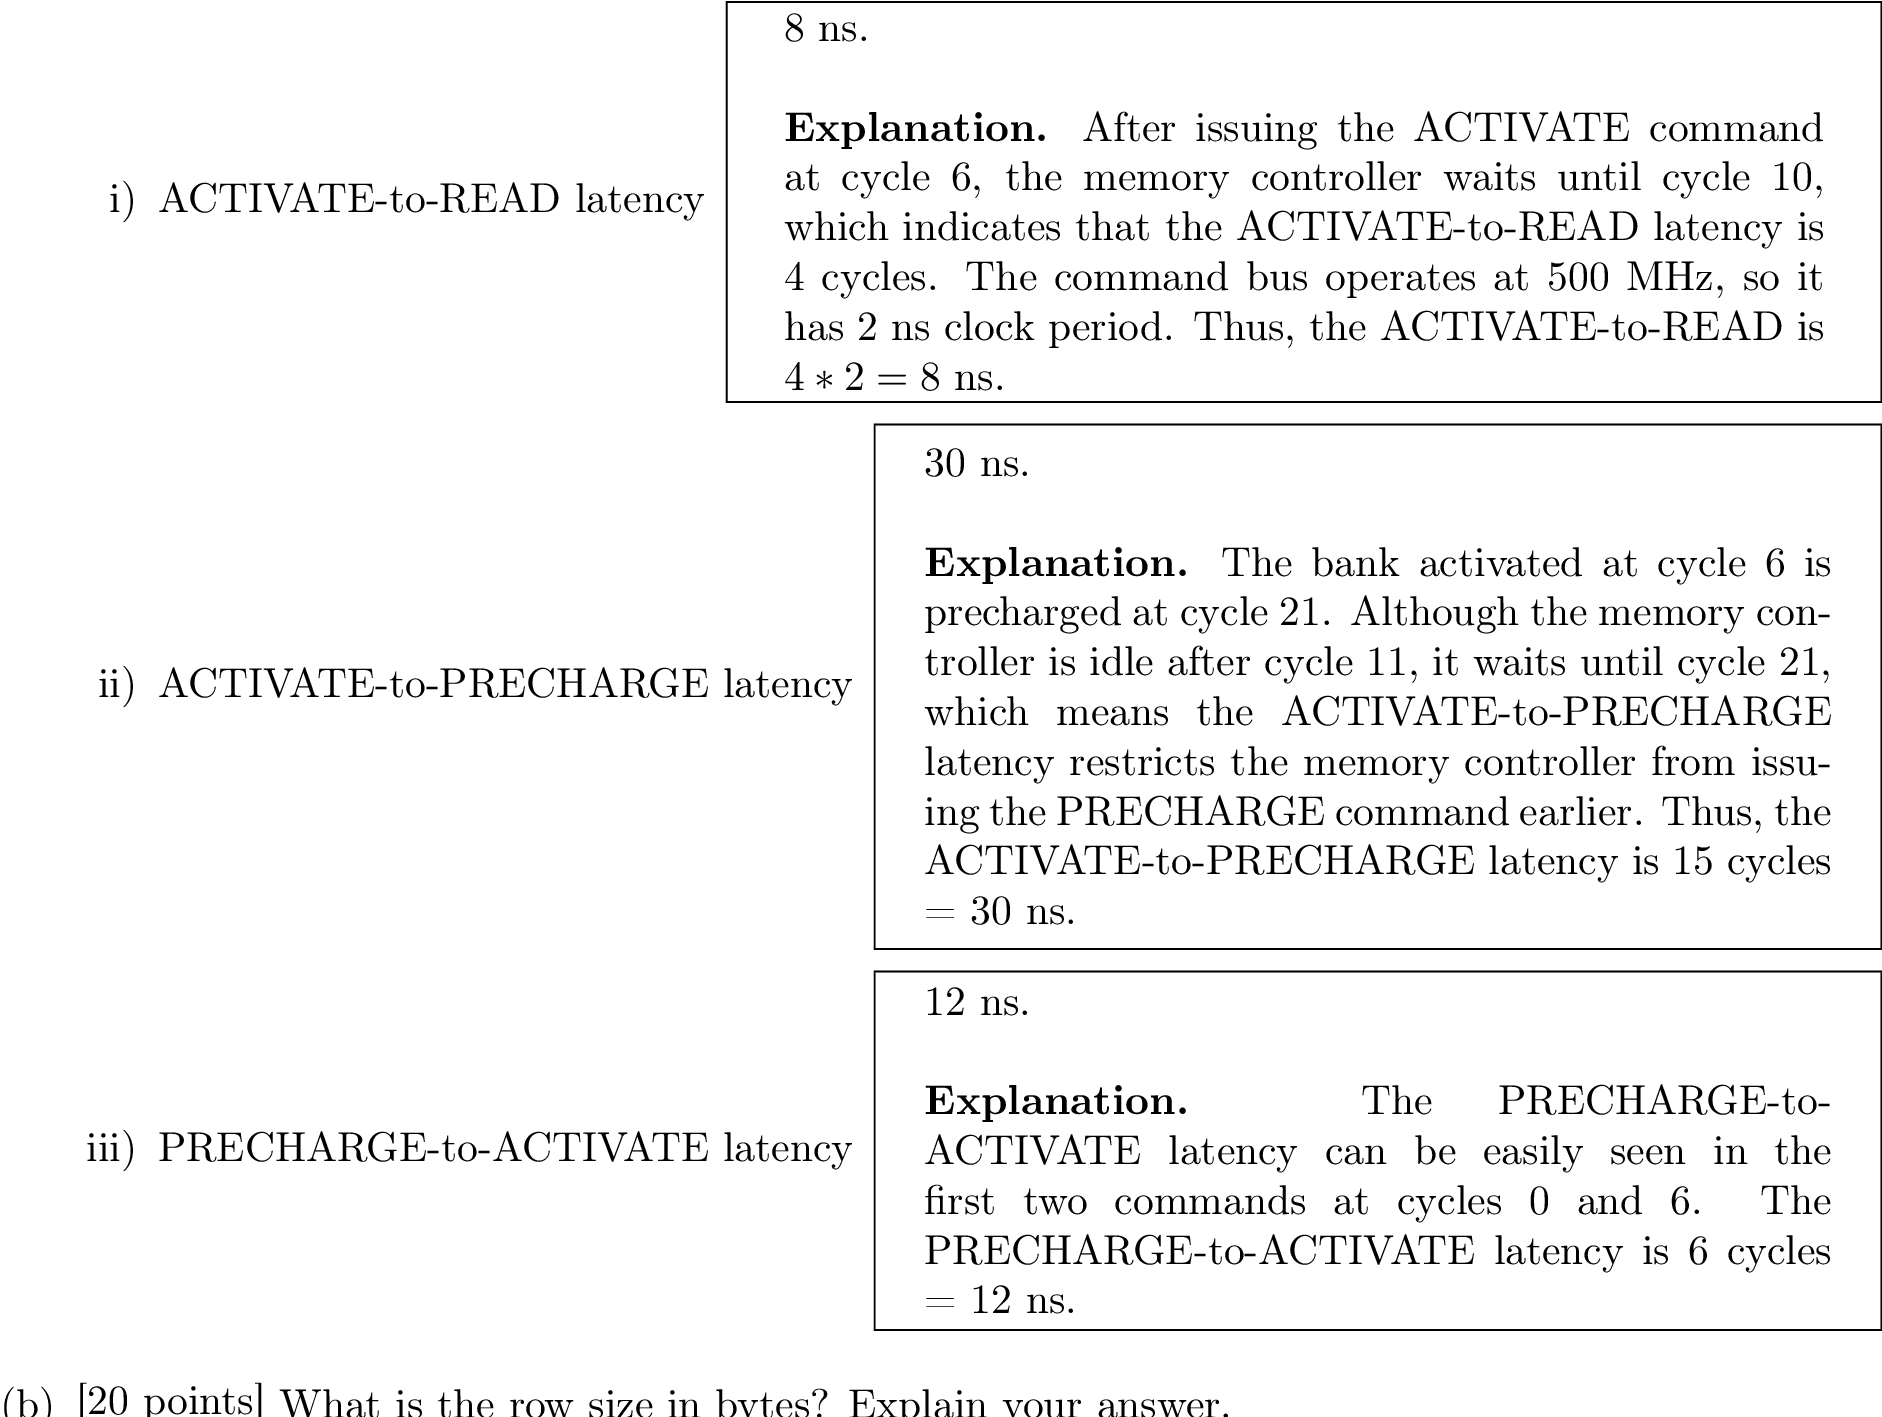 8 ns.
Explanation. After issuing the ACTIVATE command
at cycle 6, the memory controller waits until cycle 10,
which indicates that the ACTIVATE-to-READ latency is
4 cycles. The command bus operates at 500 MHz, so it
has 2 ns clock period. Thus, the ACTIVATE-to-READ is
4 ∗ 2 = 8 ns.
i) ACTIVATE-to-READ latency
30 ns.
Explanation. The bank activated at cycle 6 is
precharged at cycle 21. Although the memory con-
troller is idle after cycle 11, it waits until cycle 21,
which means the ACTIVATE-to-PRECHARGE
latency restricts the memory controller from issu-
ing the PRECHARGE command earlier. Thus, the
ACTIVATE-to-PRECHARGE latency is 15 cycles
= 30 ns.
ii) ACTIVATE-to-PRECHARGE latency
12 ns.
Explanation. The PRECHARGE-to-
ACTIVATE latency can be easily seen in the
first two commands at cycles 0 and 6. The
PRECHARGE-to-ACTIVATE latency is 6 cycles
= 12 ns.
iii) PRECHARGE-to-ACTIVATE latency
(b) [20 points] What is the row size in bytes? Explain your answer.